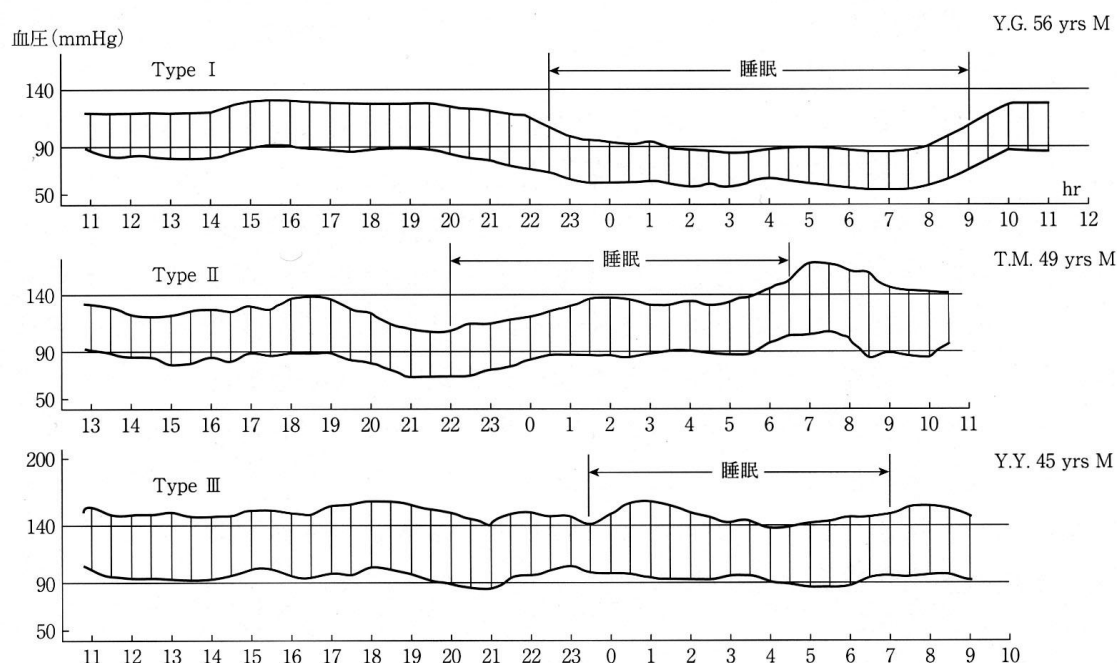 Y.G. 56 yrs M
血圧(mmHg)
Type Ⅰ
睡眠
140
90
50
hr
11 12 13 14 15 16 17 18 19 20 21 22 23 0 1 2 3 4 5 6 7 8 9 10 11 12
T.M. 49 yrs M
Type Ⅱ
睡眠
140
90
50
13 14 15 16 17 18 19 20 21 22 23 0 1 2 3 4 5 6 7 8 9 10 11
Y.Y. 45 yrs M
200
Type Ⅲ
睡眠
140
90
50
11 12 13 14 15 16 17 18 19 20 21 22 23 0 1 2 3 4 5 6 7 8 9 10